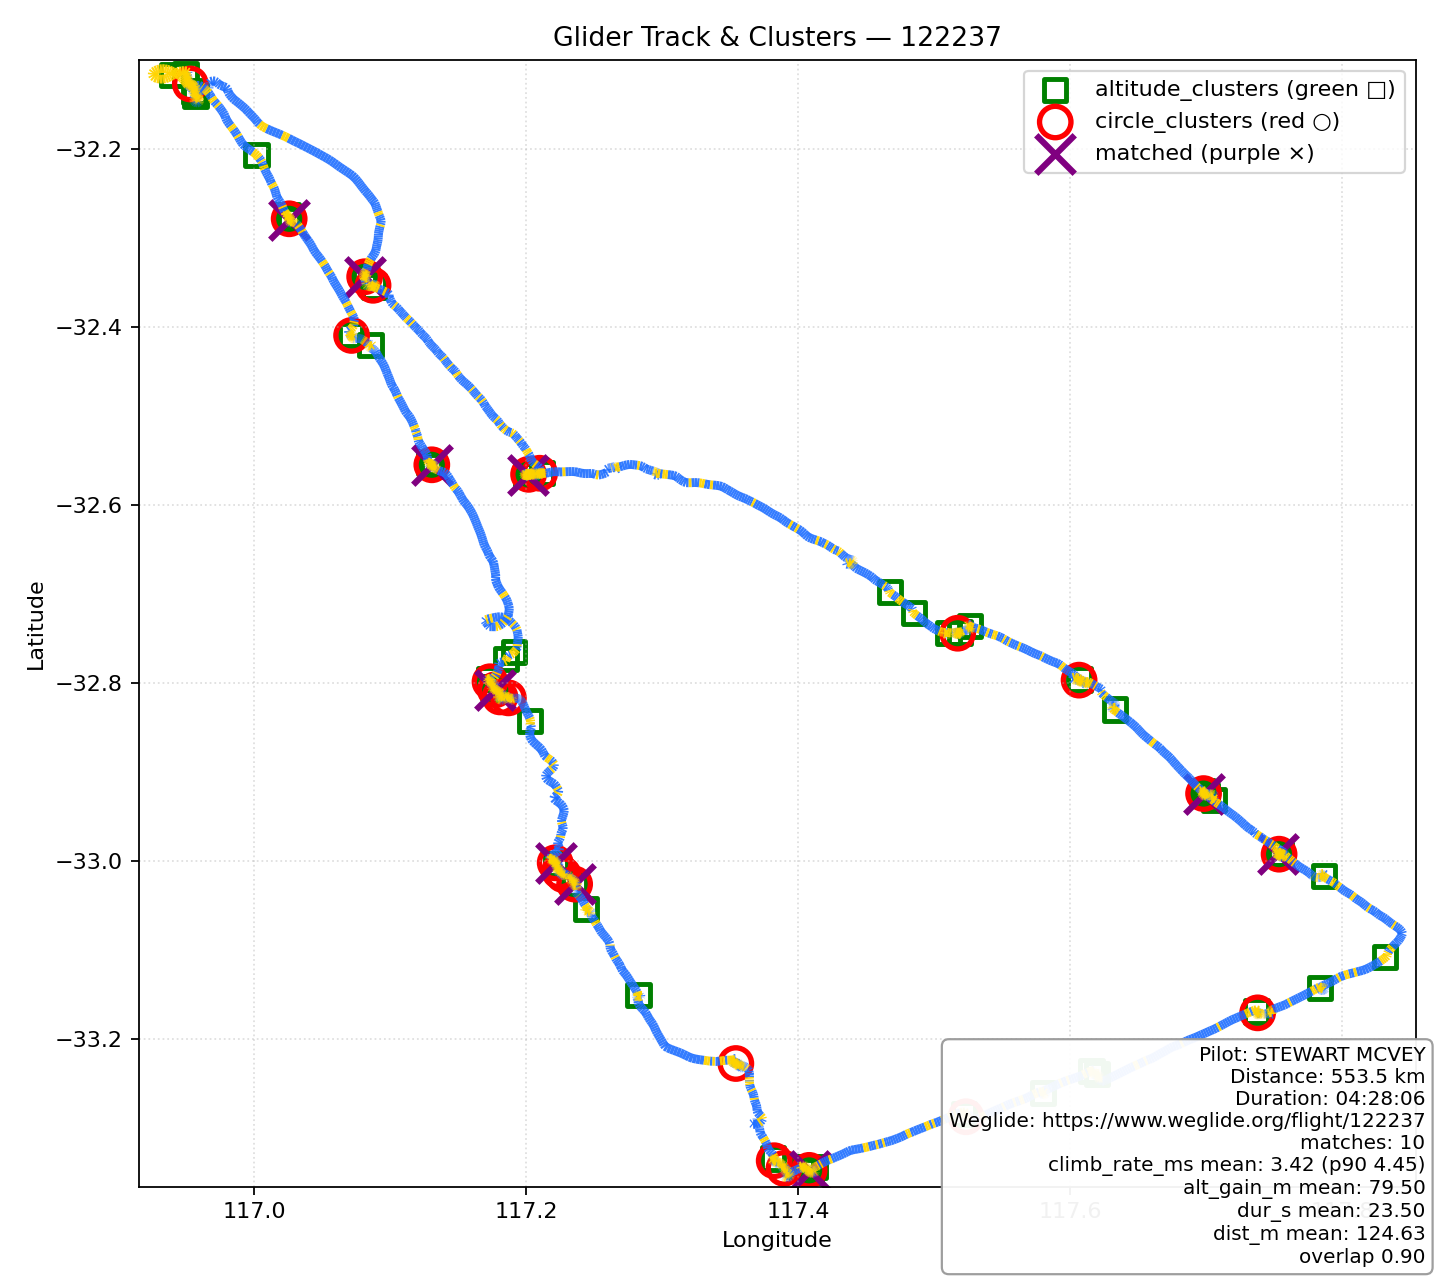 Glider Track & Clusters — 122237
altitude_clusters (green □)
circle_clusters (red ○)
matched (purple ×)
−32.2
−32.4
−32.6
−32.8
−33.0
−33.2
Latitude
117.0
117.2
117.4
117.6
Longitude
Pilot: STEWART MCVEY
Distance: 553.5 km
Duration: 04:28:06
Weglide: https://www.weglide.org/flight/122237
matches: 10
climb_rate_ms mean: 3.42 (p90 4.45)
alt_gain_m mean: 79.50
dur_s mean: 23.50
dist_m mean: 124.63
overlap 0.90